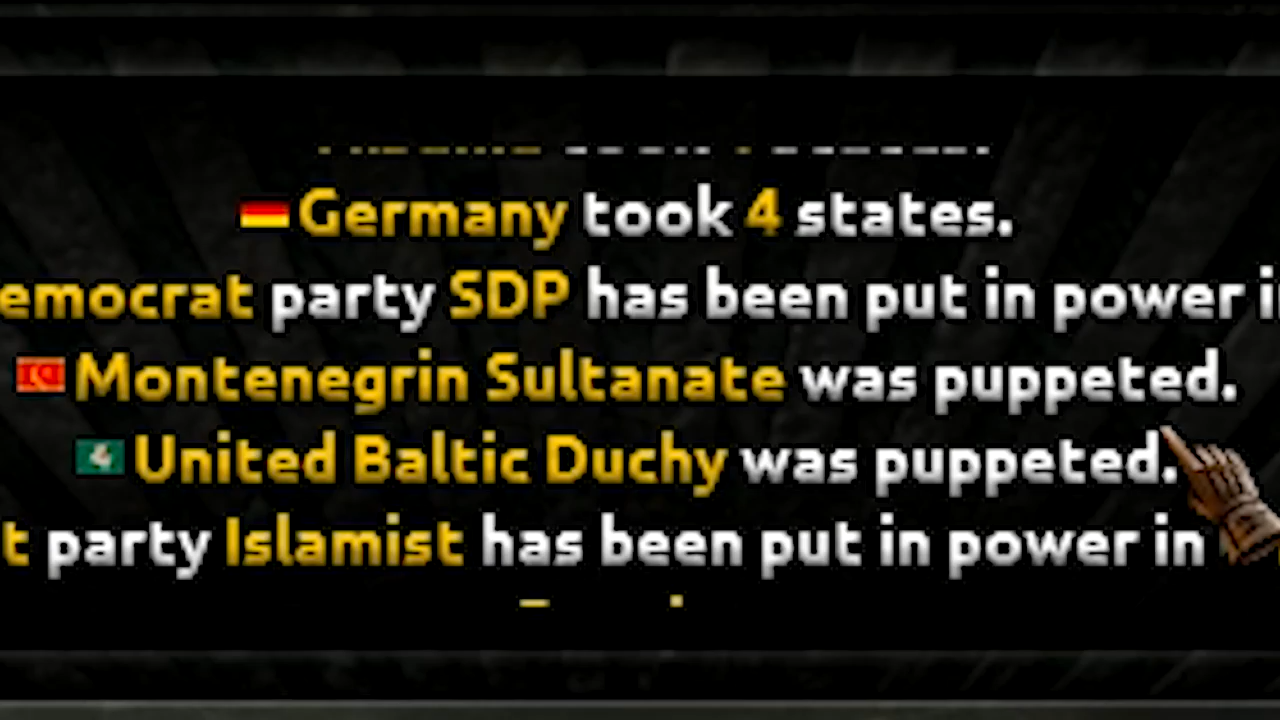 Germany took 4 states.
emocrat party SDP has been put in power i
Montenegrin Sultanate was puppeted.
United Baltic Duchy was puppeted.
t party Islamist has been put in power in